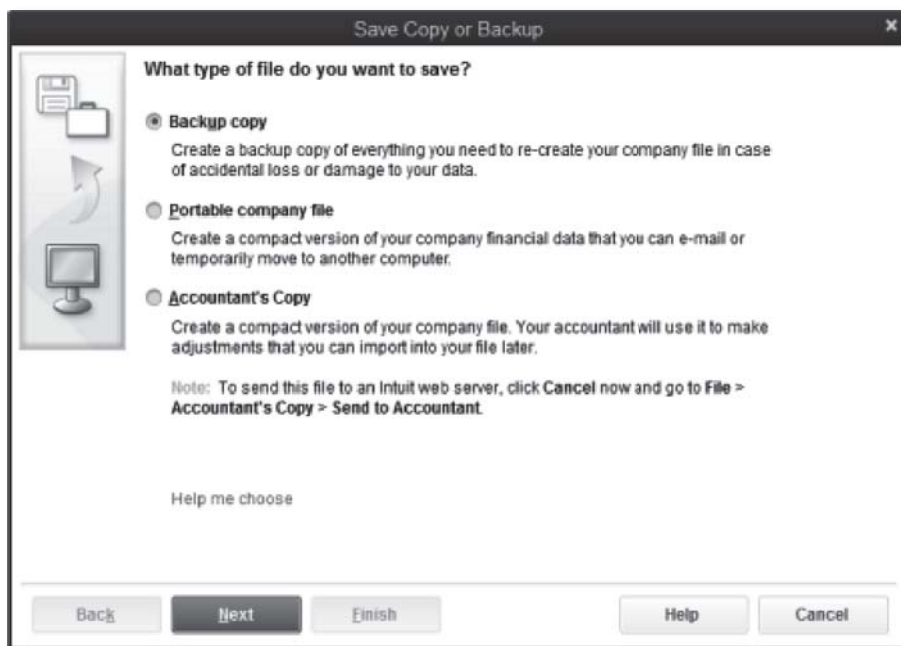 Save Copy or Backup
x
What type of file do you want to save?
Backup copy
Create a backup copy of everything you need to re-create your company file in case
of accidental loss or damage to your data.
Portable company file
Create a compact version of your company financial data that you can e-mail or
temporarily move to another computer.
Accountant's Copy
Create a compact version of your company file. Your accountant will use it to make
adjustments that you can import into your file later.
Note: To send this file to an Intuit web server, click Cancel now and go to File >
Accountant's Copy > Send to Accountant.
Help me choose
Back Next Finish Help Cancel